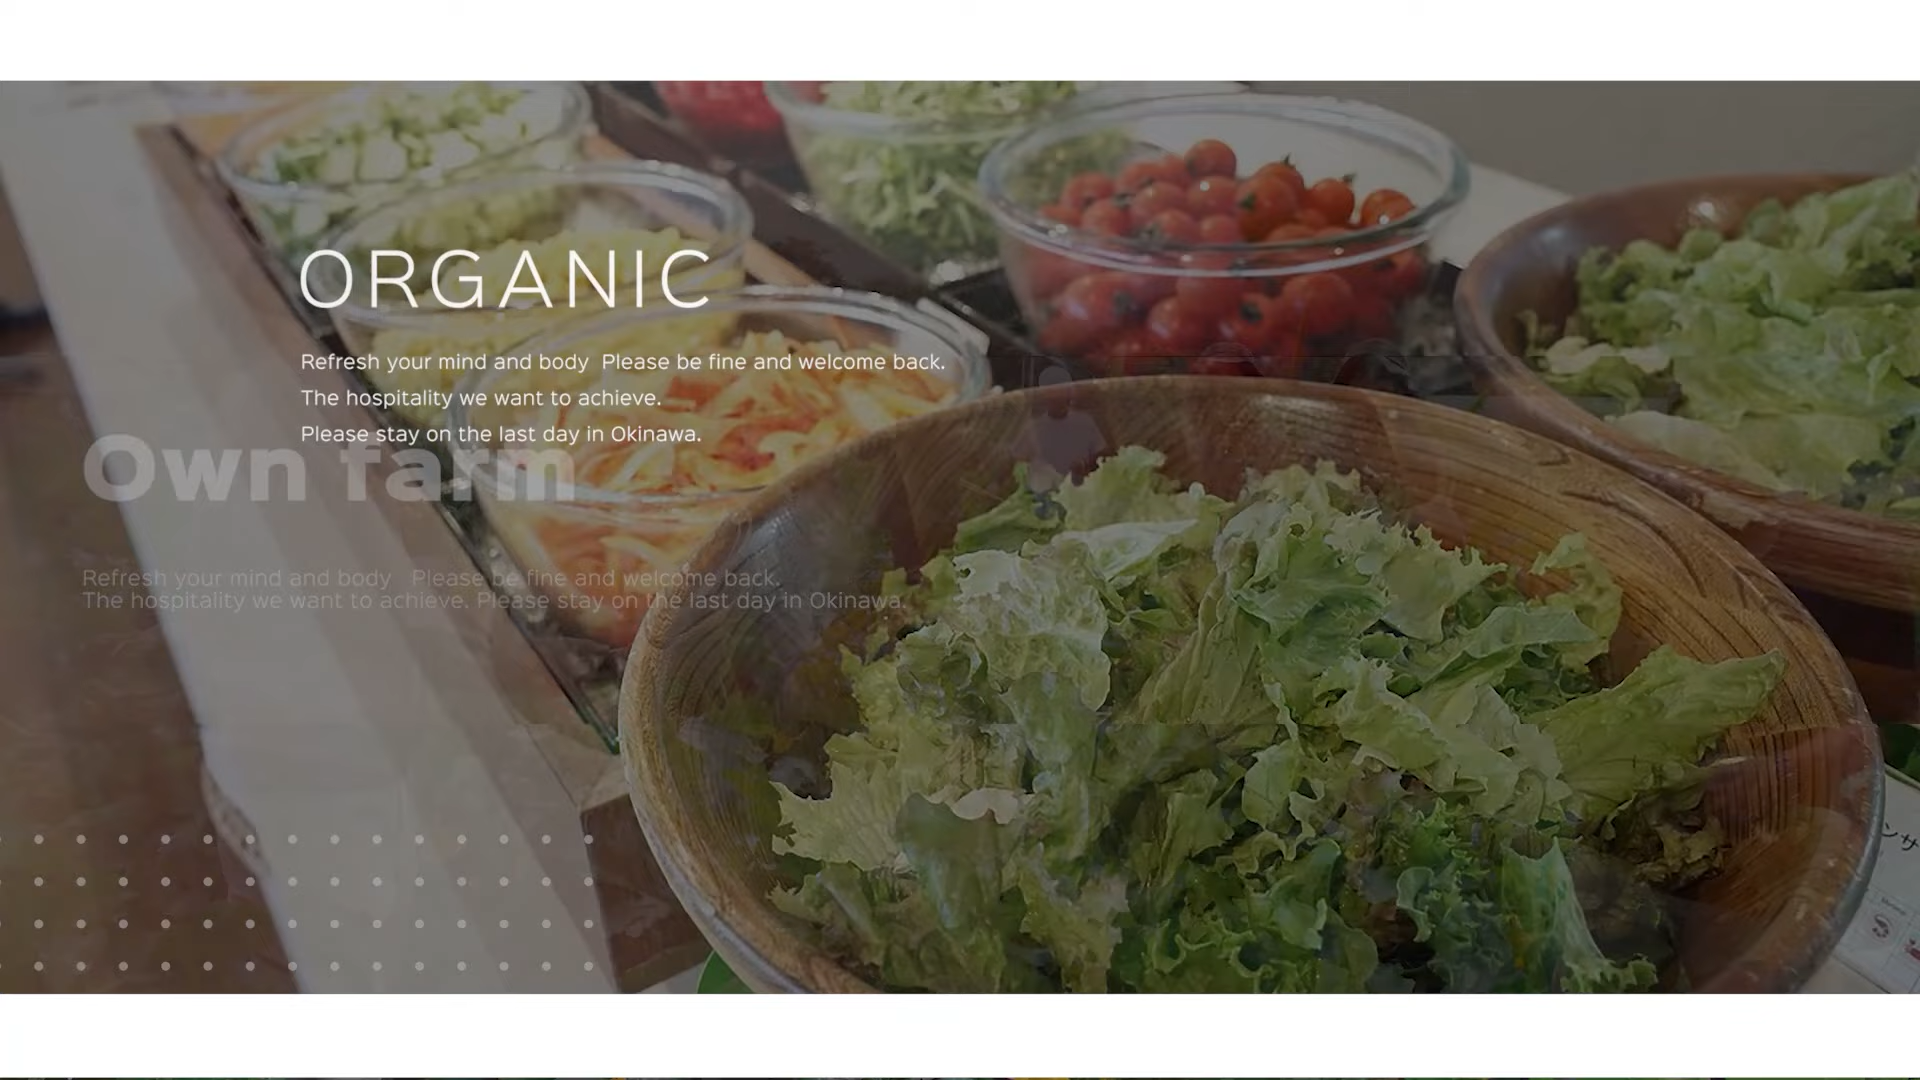 ORGANIC
Refresh your mind and body  Please be fine and welcome back.
The hospitality we want to achieve.
Please stay on the last day in Okinawa.
Own farm
Refresh your mind and body  Please be fine and welcome back.
The hospitality we want to achieve. Please stay on the last day in Okinawa.
ンサ